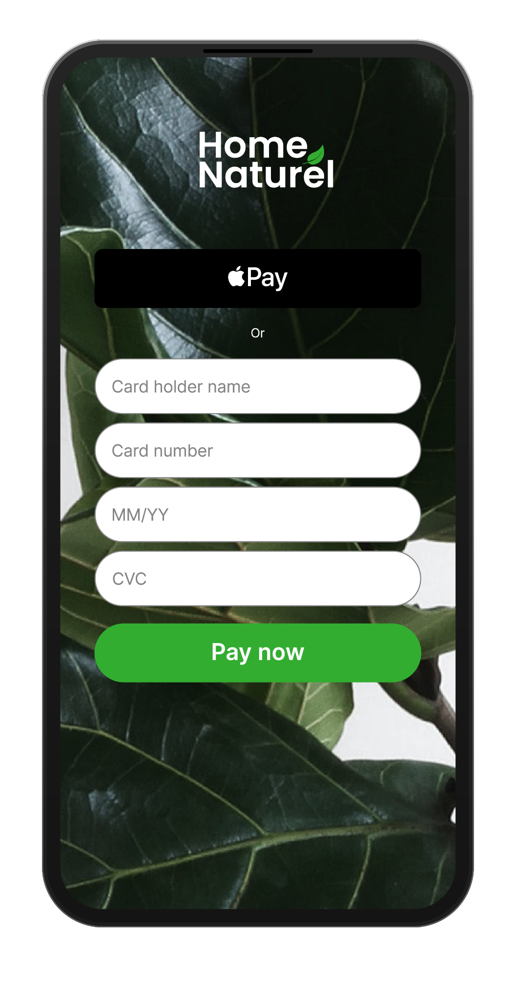 Home
Naturel
Pay
Or
Card holder name
Card number
MM/YY
CVC
Pay now